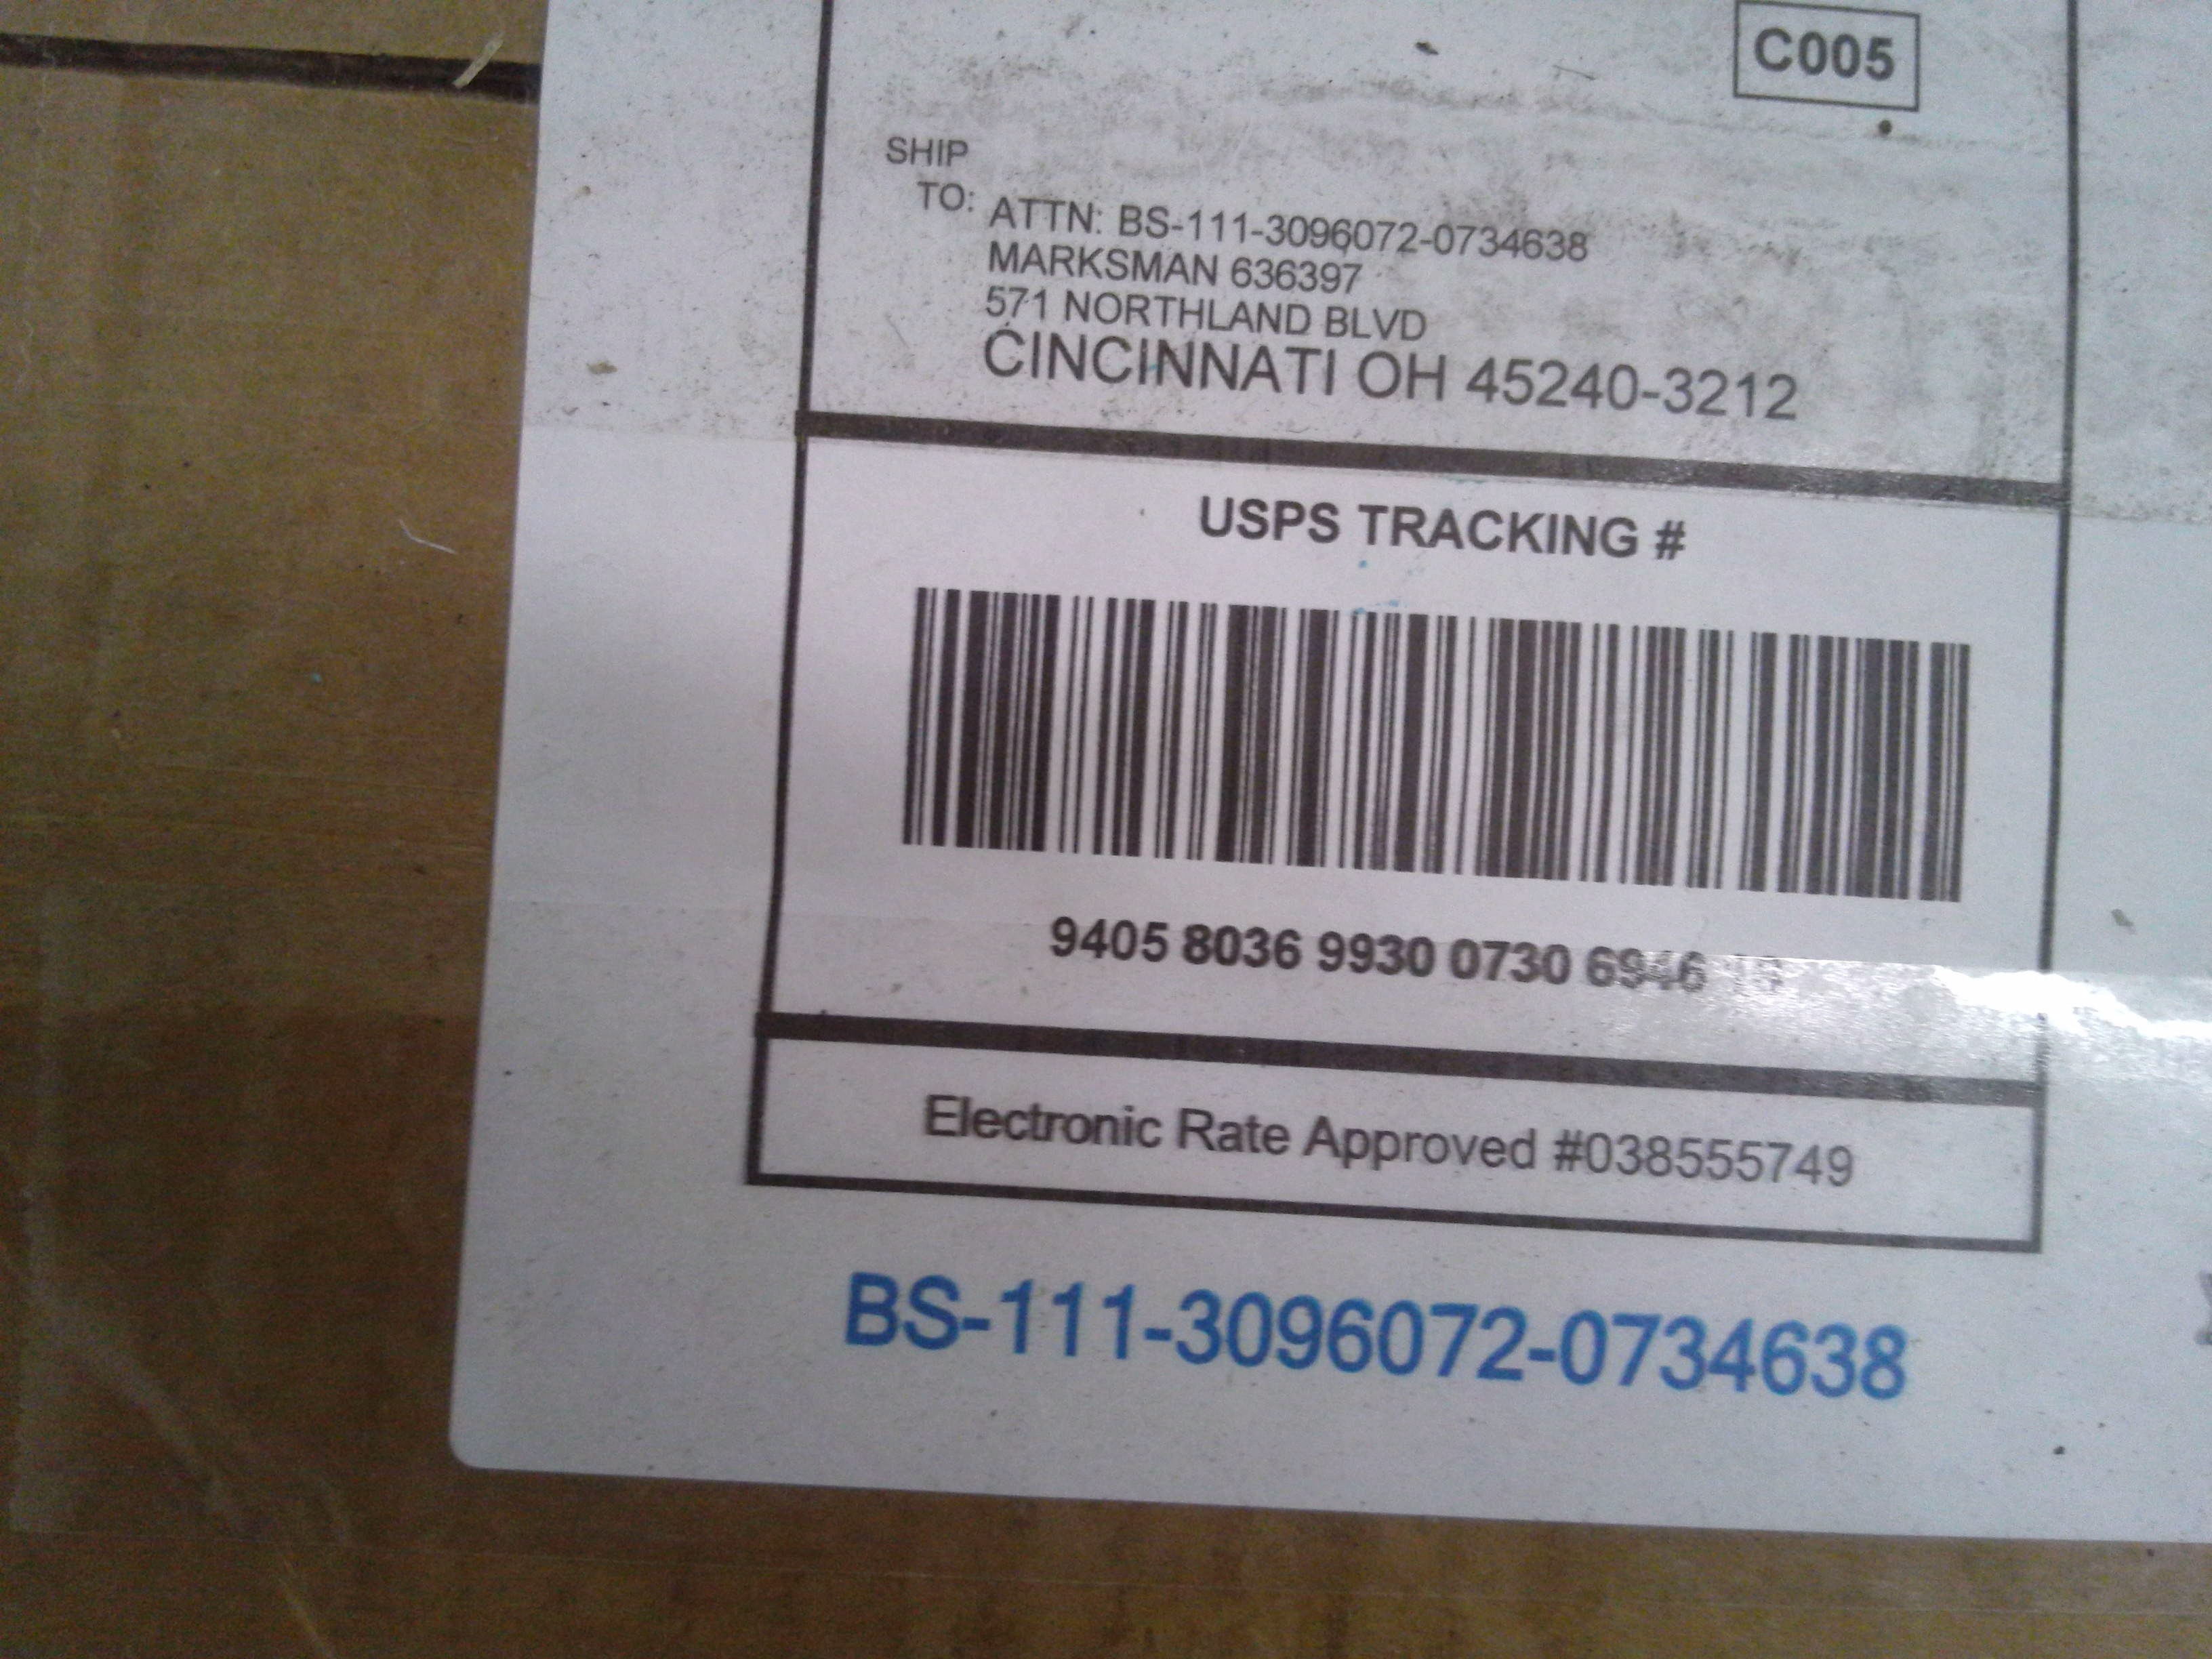 C005
SHIP
TO:
ATTN: BS-111-3096072-0734638
MARKSMAN 636397
571 NORTHLAND BLVD
CINCINNATI OH 45240-3212
USPS TRACKING #
9405 8036 9930 0730 6946
Electronic Rate Approved #038555749
BS-111-3096072-0734638